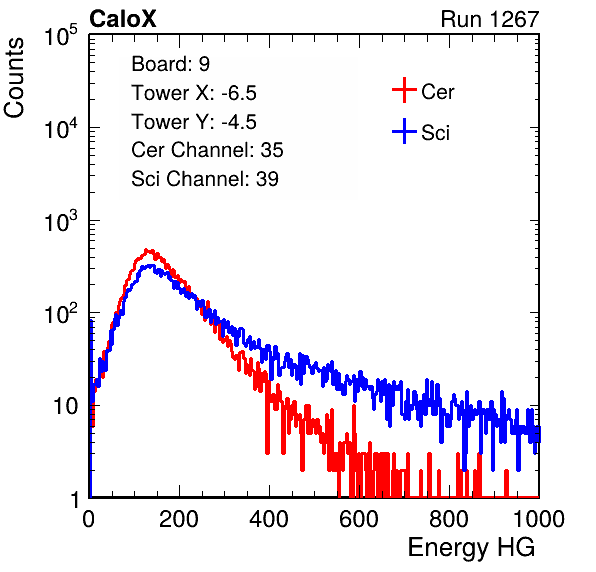 CaloX Run 1267
Counts
10^5
10^4
10^3
10^2
10
1
Board: 9
Tower X: -6.5
Tower Y: -4.5
Cer Channel: 35
Sci Channel: 39
Cer
Sci
0 200 400 600 800 1000
Energy HG